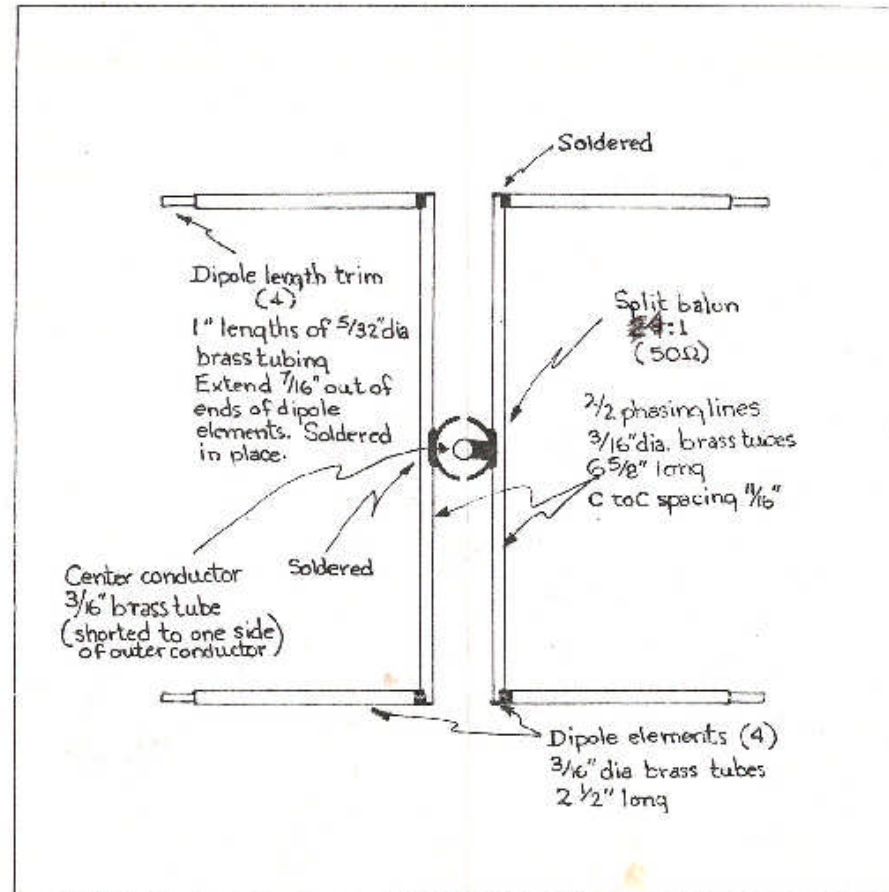 Soldered
Dipole length trim
(4)
1" lengths of 5/32" dia
brass tubing
Extend 7/16" out of
ends of dipole
elements. Soldered
in place.
Split balun
4:1
(50Ω)
λ/2 phasing lines
3/16" dia. brass tubes
6 5/8" long
C to C spacing 11/16"
Center conductor
3/16" brass tube
(shorted to one side
of outer conductor)
Soldered
Dipole elements (4)
3/16" dia brass tubes
2 1/2" long